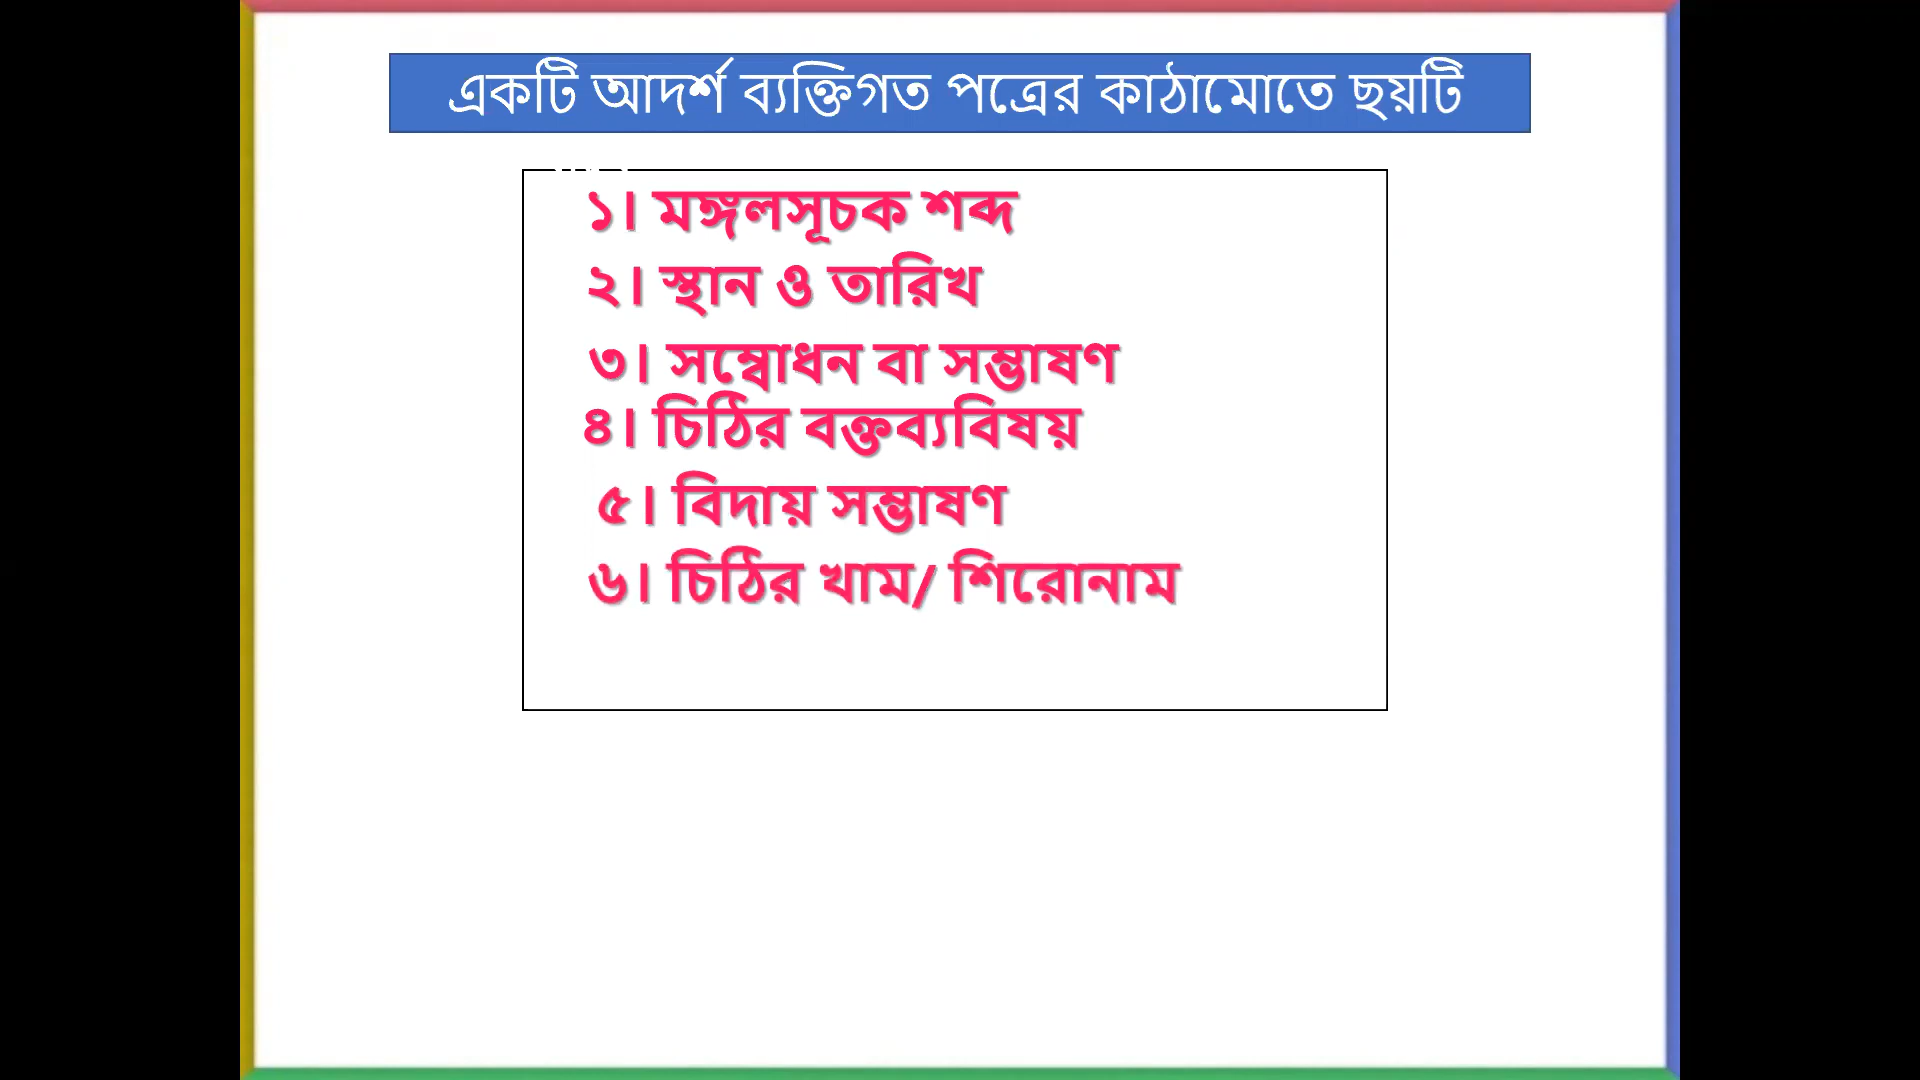 একটি আদর্শ ব্যক্তিগত পত্রের কাঠামোতে ছয়টি
১। মঙ্গলসূচক শব্দ
২। স্থান ও তারিখ
৩। সম্বোধন বা সম্ভাষণ
৪। চিঠির বক্তব্যবিষয়
৫। বিদায় সম্ভাষণ
৬। চিঠির খাম/ শিরোনাম